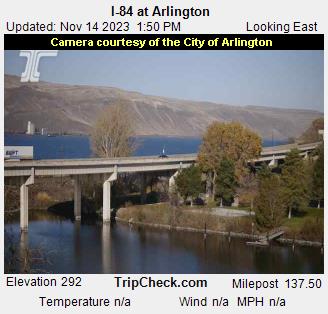 I-84 at Arlington
Updated: Nov 14 2023 1:50 PM Looking East
Camera courtesy of the City of Arlington
Elevation 292 TripCheck.com Milepost 137.50
Temperature n/a Wind n/a MPH n/a